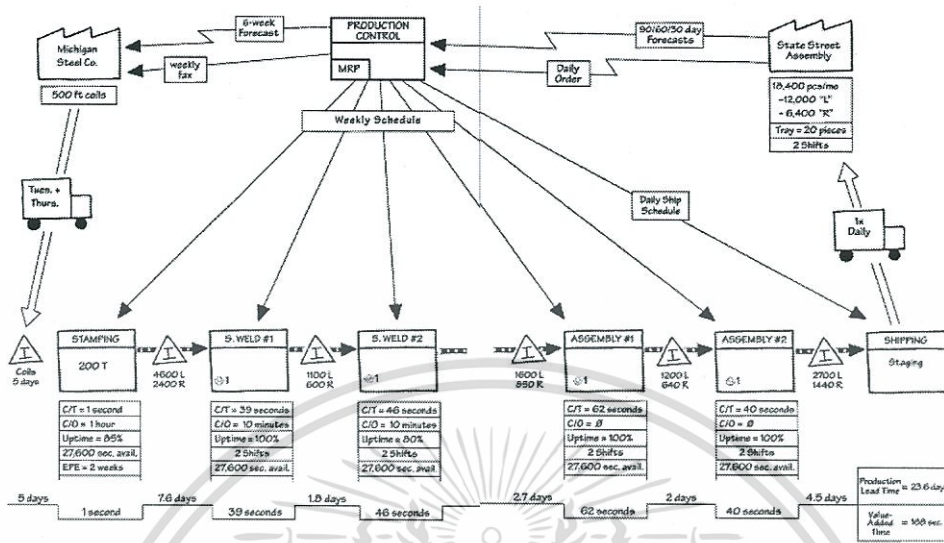 Michigan
Steel Co.
500 ft coils
6-week
Forecast
weekly
fax
PRODUCTION
CONTROL
MRP
90/60/30 day
Forecasts
Daily
Order
State Street
Assembly
18,400 pcs/mo
-12,000 "L"
- 6,400 "R"
Tray = 20 pieces
2 Shifts
Weekly Schedule
Tues. +
Thurs.
Daily Ship
Schedule
1x
Daily
I
Coils
5 days
STAMPING
200 T
I
4600 L
2400 R
S. WELD #1
1
I
1100 L
600 R
S. WELD #2
1
I
1600 L
850 R
ASSEMBLY #1
1
I
1200 L
640 R
ASSEMBLY #2
1
I
2700 L
1440 R
SHIPPING
Staging
C/T = 1 second
C/O = 1 hour
Uptime = 85%
27,600 sec. avail.
EPE = 2 weeks
C/T = 39 seconds
C/O = 10 minutes
Uptime = 100%
2 Shifts
27,600 sec. avail.
C/T = 46 seconds
C/O = 10 minutes
Uptime = 80%
2 Shifts
27,600 sec. avail.
C/T = 62 seconds
C/O = Ø
Uptime = 100%
2 Shifts
27,600 sec. avail.
C/T = 40 seconds
C/O = Ø
Uptime = 100%
2 Shifts
27,600 sec. avail.
5 days
1 second
7.6 days
39 seconds
1.8 days
46 seconds
2.7 days
62 seconds
2 days
40 seconds
4.5 days
Production
Lead Time = 23.6 day
Value-
Added
Time = 188 sec.